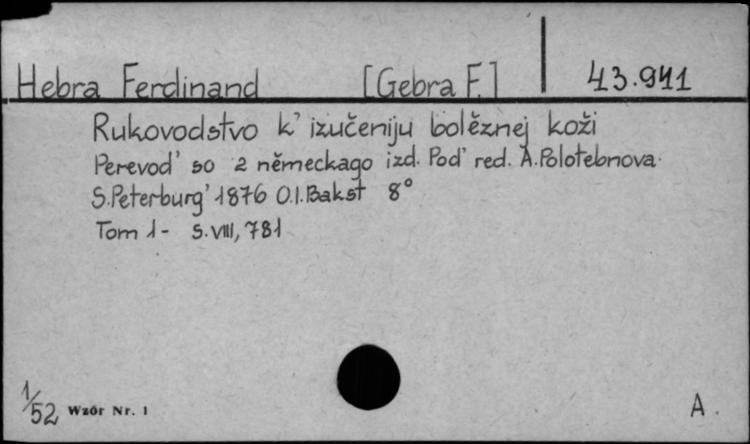 Hebra Ferdinand [Gebra F.] 43.941
Rukovodstvo k' izučeniju bolěznej koži
Perevod' so 2 německago izd. Pod' red. A. Polotebnova.
S. Peterburg' 1876 O.I. Bakst 8°
Tom 1- s. VIII, 781
1/52 Wzór Nr. 1 A.